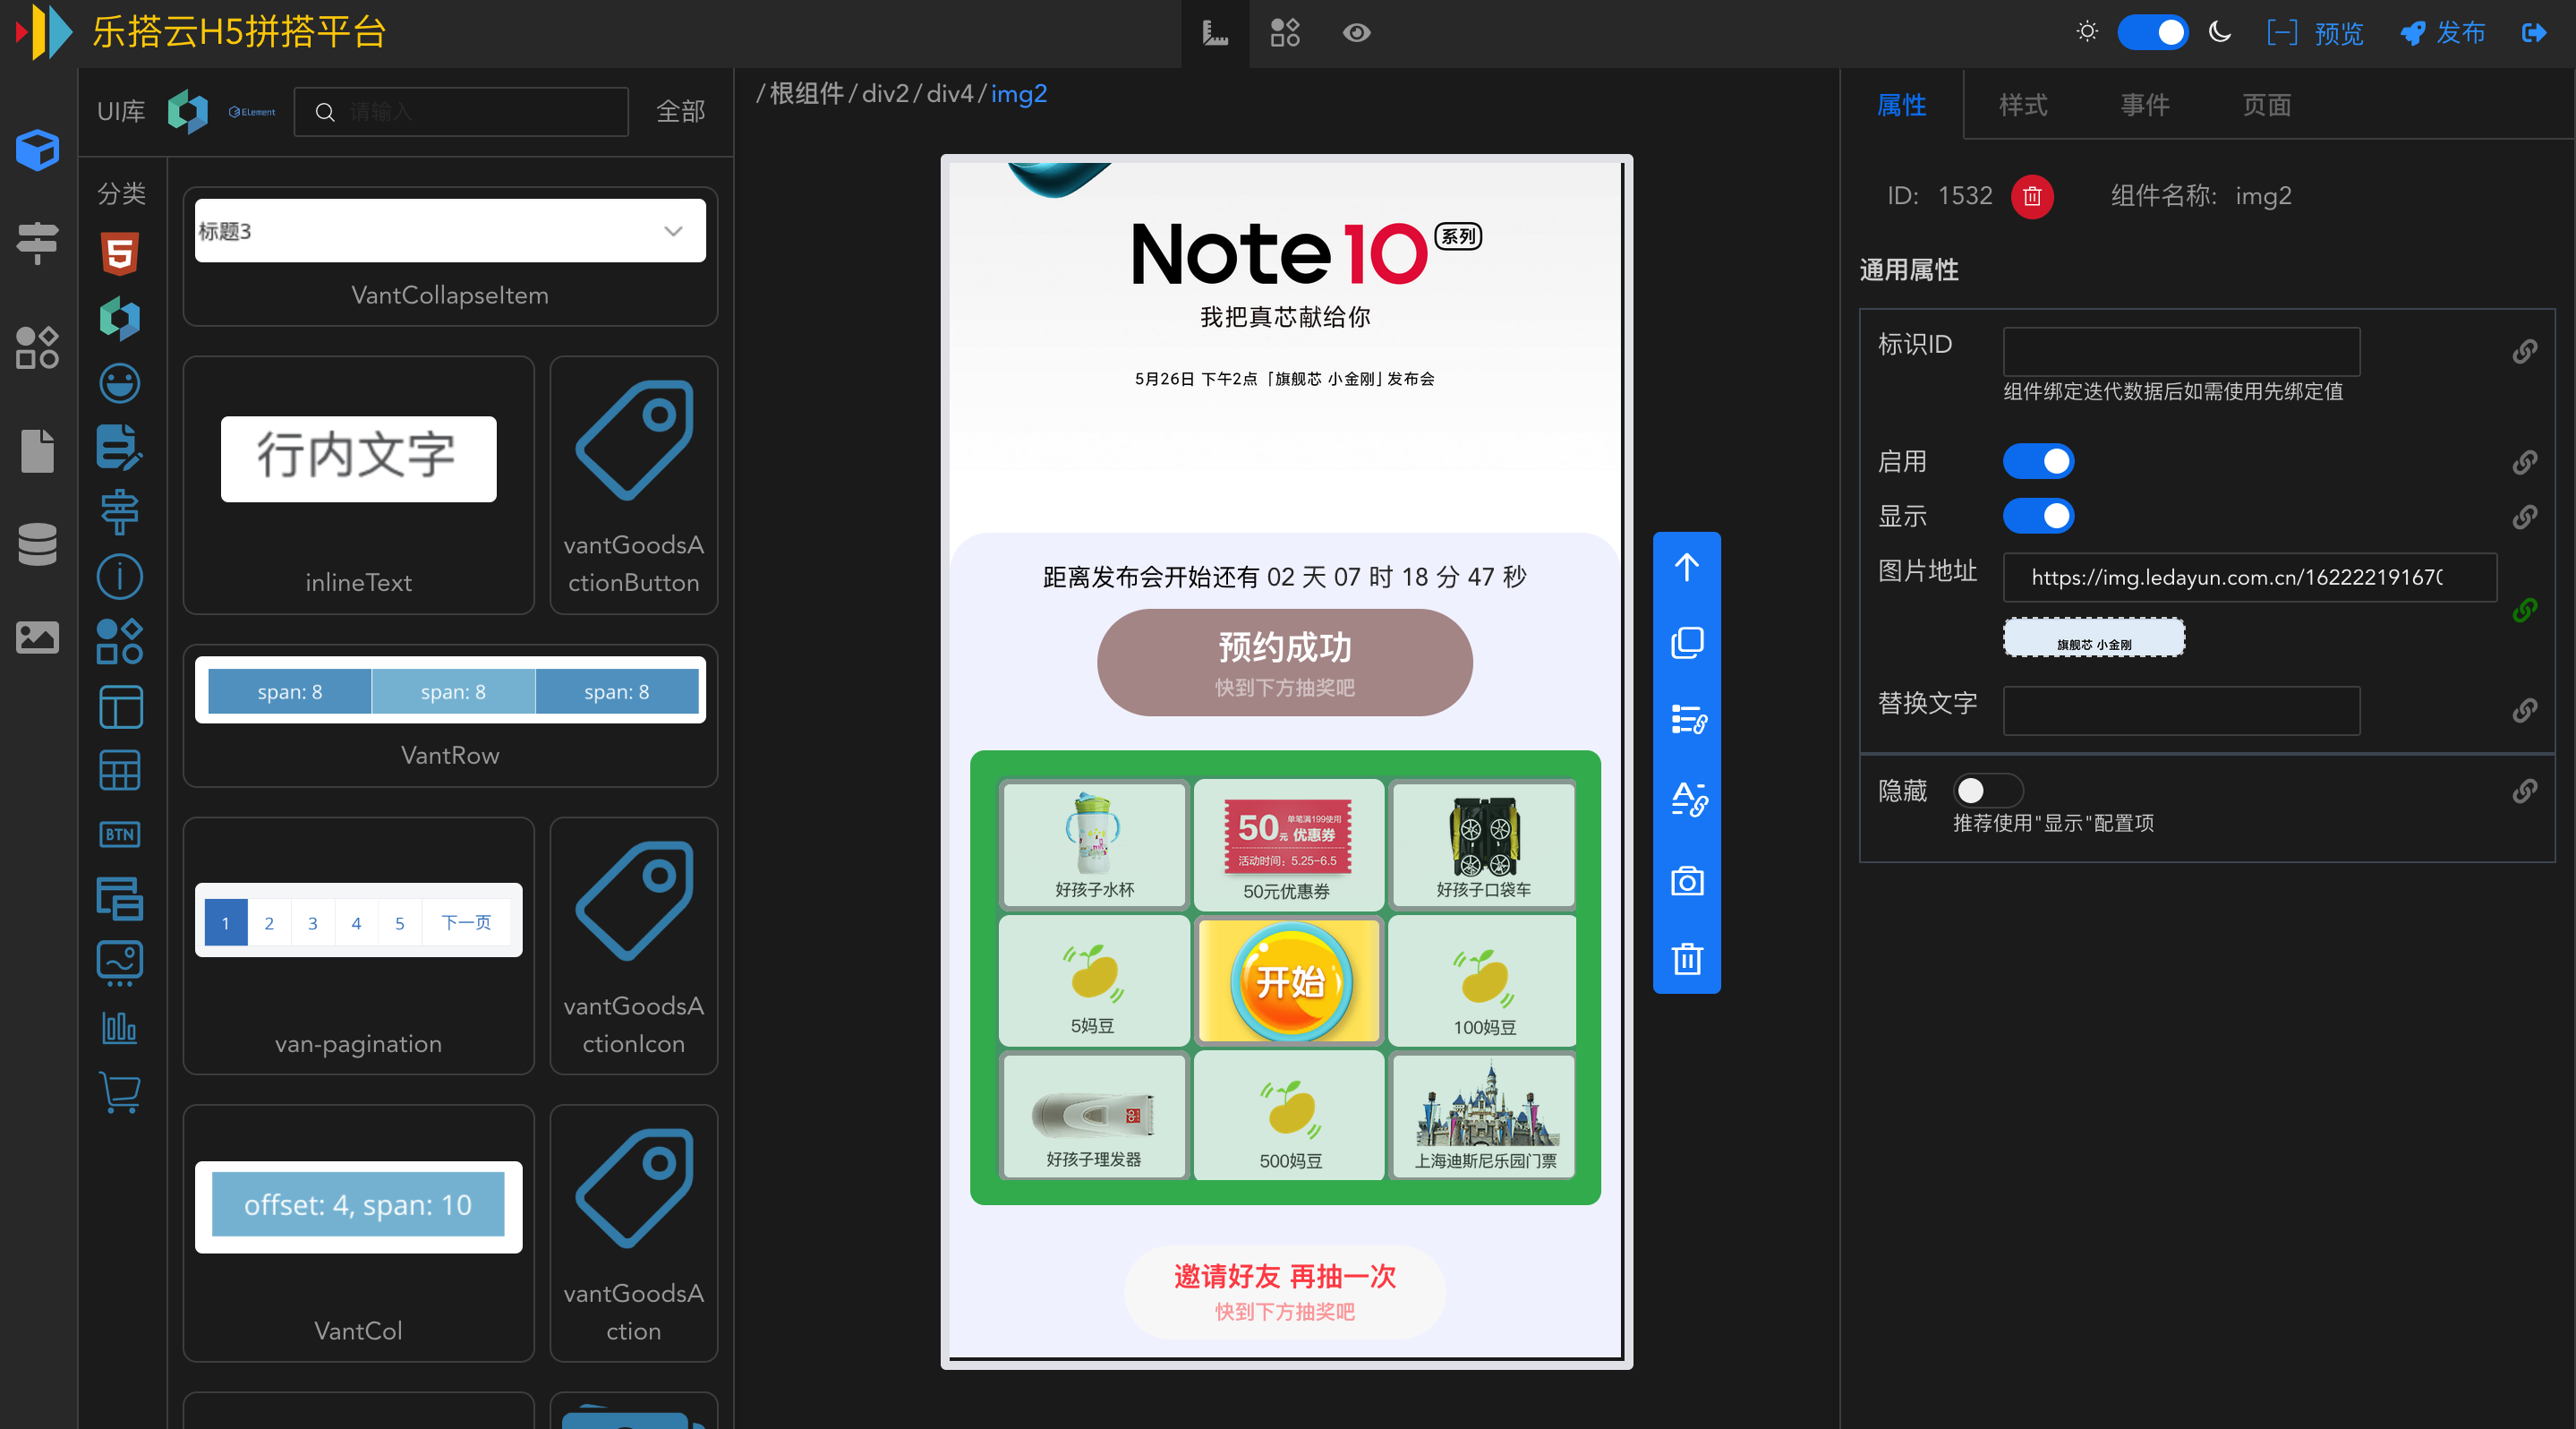 乐搭云H5拼搭平台
预览
发布
UI库
Element
请输入
全部
分类
标题3
VantCollapseItem
行内文字
inlineText
vantGoodsA
ctionButton
span: 8
span: 8
span: 8
VantRow
BTN
1
2
3
4
5
下一页
van-pagination
vantGoodsA
ctionIcon
offset: 4, span: 10
VantCol
vantGoodsA
ction
/根组件/div2/div4/img2
Note10系列
我把真芯献给你
5月26日 下午2点「旗舰芯 小金刚」发布会
距离发布会开始还有 02 天 07 时 18 分 47 秒
预约成功
快到下方抽奖吧
好孩子水杯
50元 单笔满199使用 优惠券
活动时间：5.25-6.5
50元优惠券
好孩子口袋车
5妈豆
开始
100妈豆
gb
好孩子理发器
500妈豆
上海迪斯尼乐园门票
邀请好友 再抽一次
快到下方抽奖吧
属性
样式
事件
页面
ID: 1532
组件名称: img2
通用属性
标识ID
组件绑定迭代数据后如需使用先绑定值
启用
显示
图片地址
https://img.ledayun.com.cn/16222219167(
旗舰芯 小金刚
替换文字
隐藏
推荐使用"显示"配置项